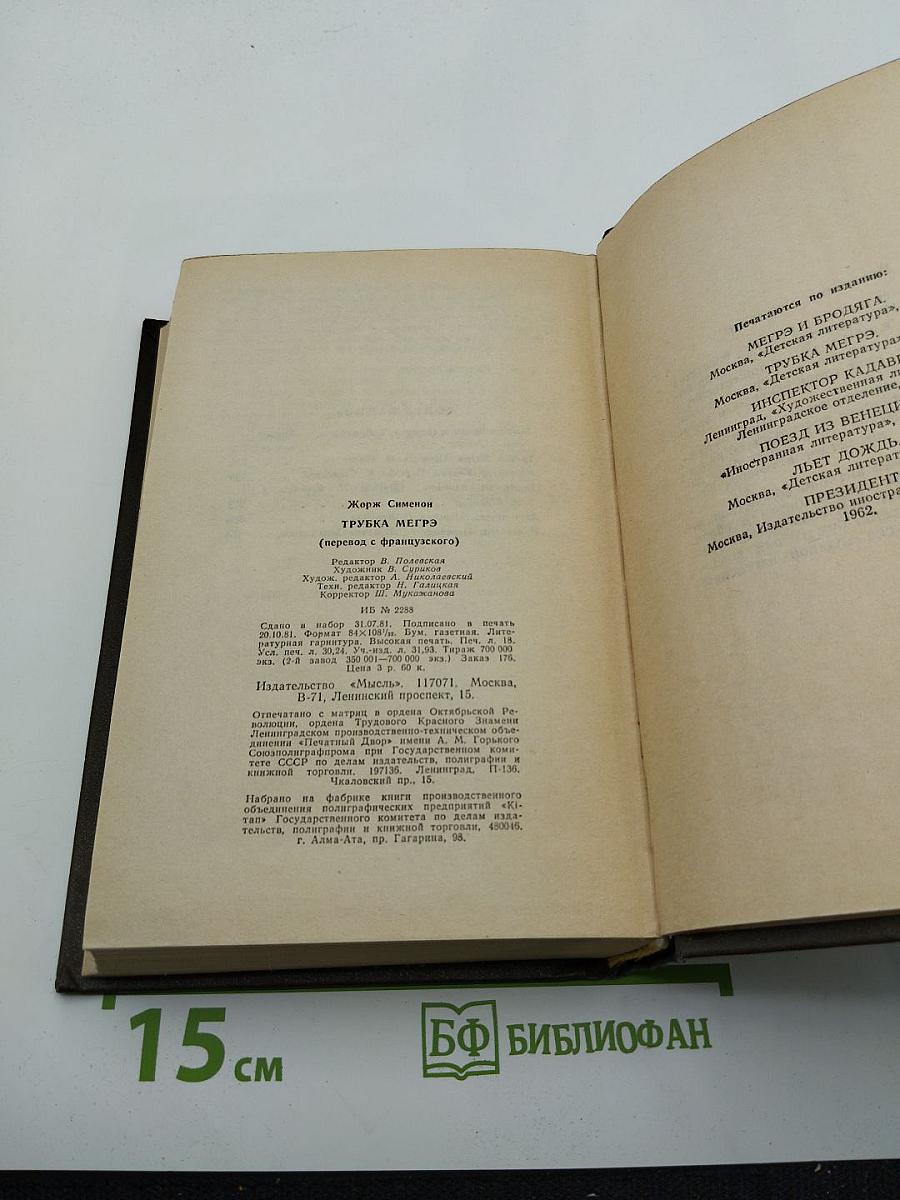 Жорж Сименон
ТРУБКА МЕГРЭ
(перевод с французского)
Редактор В. Полевская
Художник В. Суриков
Худож. редактор А. Николаевский
Техн. редактор Н. Галицкая
Корректор Ш. Мукажанова
ИБ № 2288
Сдано в набор 31.07.81. Подписано в печать
20.10.81. Формат 84×108¹/₃₂. Бум. газетная. Лите-
ратурная гарнитура. Высокая печать. Печ. л. 18.
Усл. печ. л. 30,24. Уч.-изд. л. 31,93. Тираж 700 000
экз. (2-й завод 350 001—700 000 экз.) Заказ 176.
Цена 3 р. 60 к.
Издательство «Мысль». 117071. Москва,
В-71, Ленинский проспект, 15.
Отпечатано с матриц в ордена Октябрьской Ре-
волюции, ордена Трудового Красного Знамени
Ленинградском производственно-техническом объе-
динении «Печатный Двор» имени А. М. Горького
Союзполиграфпрома при Государственном коми-
тете СССР по делам издательств, полиграфии и
книжной торговли. 197136. Ленинград, П-136.
Чкаловский пр., 15.
Набрано на фабрике книги производственного
объединения полиграфических предприятий «Кі-
тап» Государственного комитета по делам изда-
тельств, полиграфии и книжной торговли, 480046.
г. Алма-Ата, пр. Гагарина, 93.
Печатаются по изданию:
МЕГРЭ И БРОДЯГА.
Москва, «Детская литература»,
ТРУБКА МЕГРЭ.
Москва, «Детская литература»
ИНСПЕКТОР КАДАВР
Ленинград, «Художественная ли
Ленинградское отделение,
ПОЕЗД ИЗ ВЕНЕЦИ
«Иностранная литература»,
ЛЬЕТ ДОЖДЬ.
Москва, «Детская литерат
ПРЕЗИДЕНТ
Москва, Издательство иностра
1962.
15 см
БФ БИБЛИОФАН